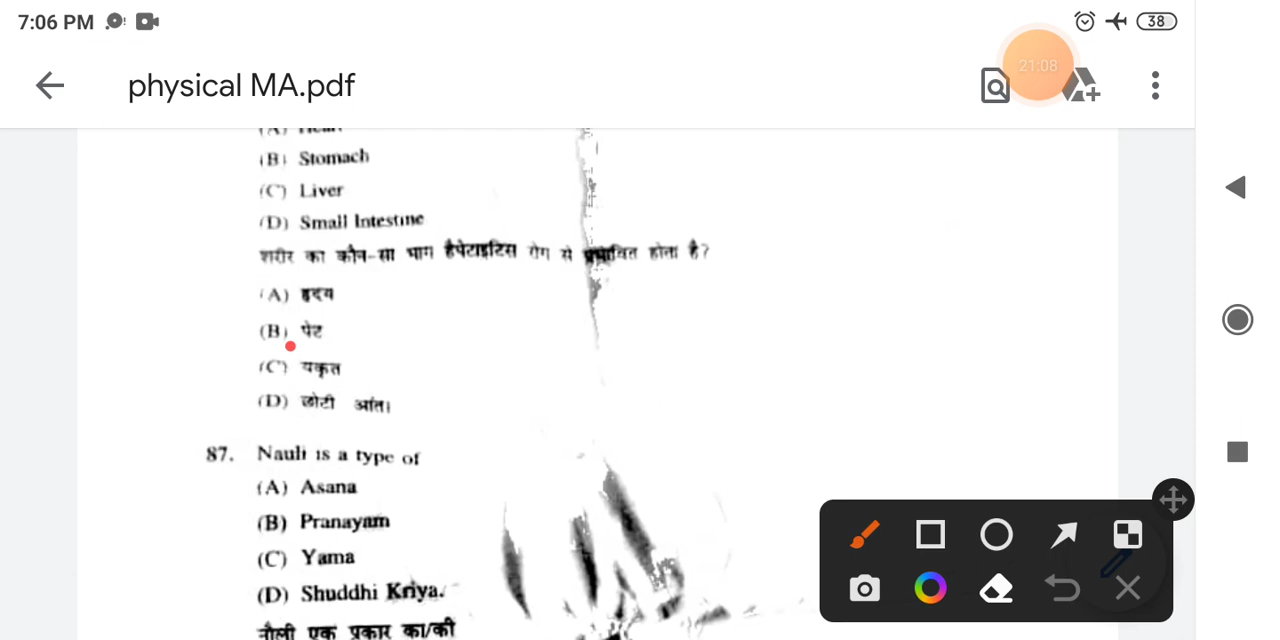 7:06 PM
38
physical MA.pdf
21:08
(A) Heart
(B) Stomach
(C) Liver
(D) Small Intestine
शरीर का कौन-सा भाग हैपेटाइटिस रोग से प्रभावित होता है?
(A) हृदय
(B) पेट
(C) यकृत
(D) छोटी आंत।
87. Nauli is a type of
(A) Asana
(B) Pranayam
(C) Yama
(D) Shuddhi Kriya.
नौली एक प्रकार का/की